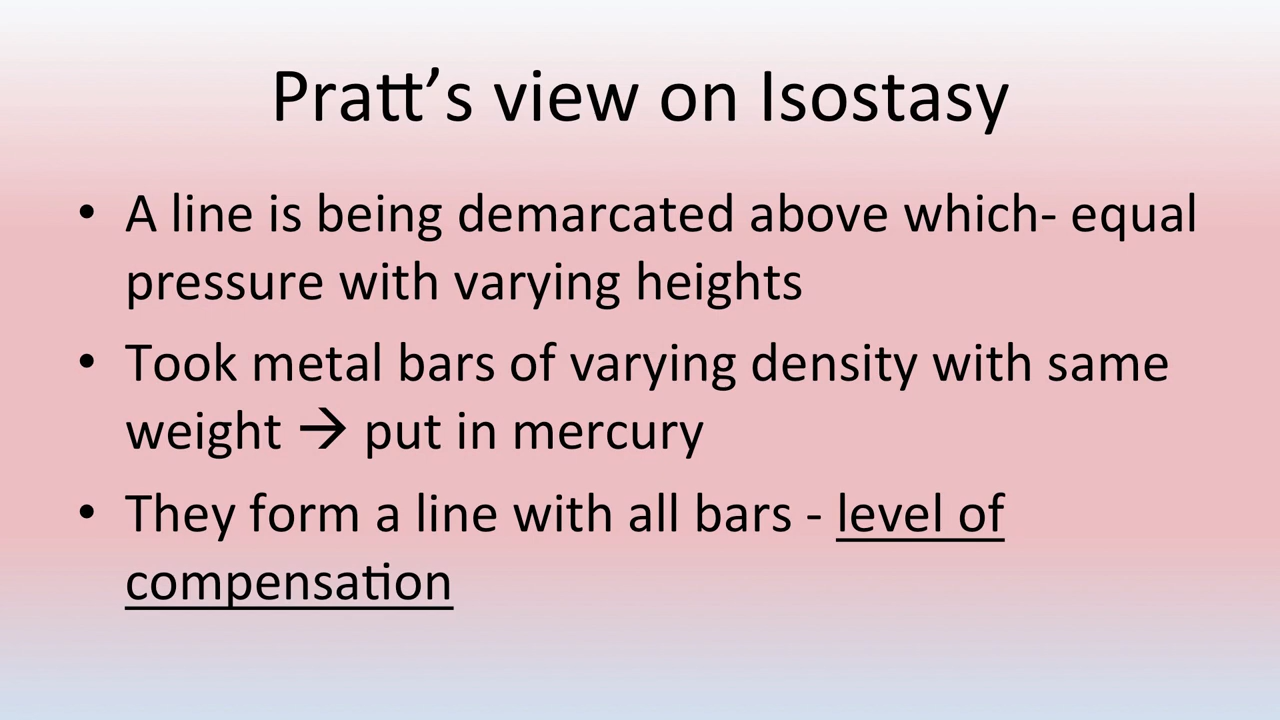 Pratt’s view on Isostasy
• A line is being demarcated above which- equal
pressure with varying heights
• Took metal bars of varying density with same
weight → put in mercury
• They form a line with all bars - level of
compensation